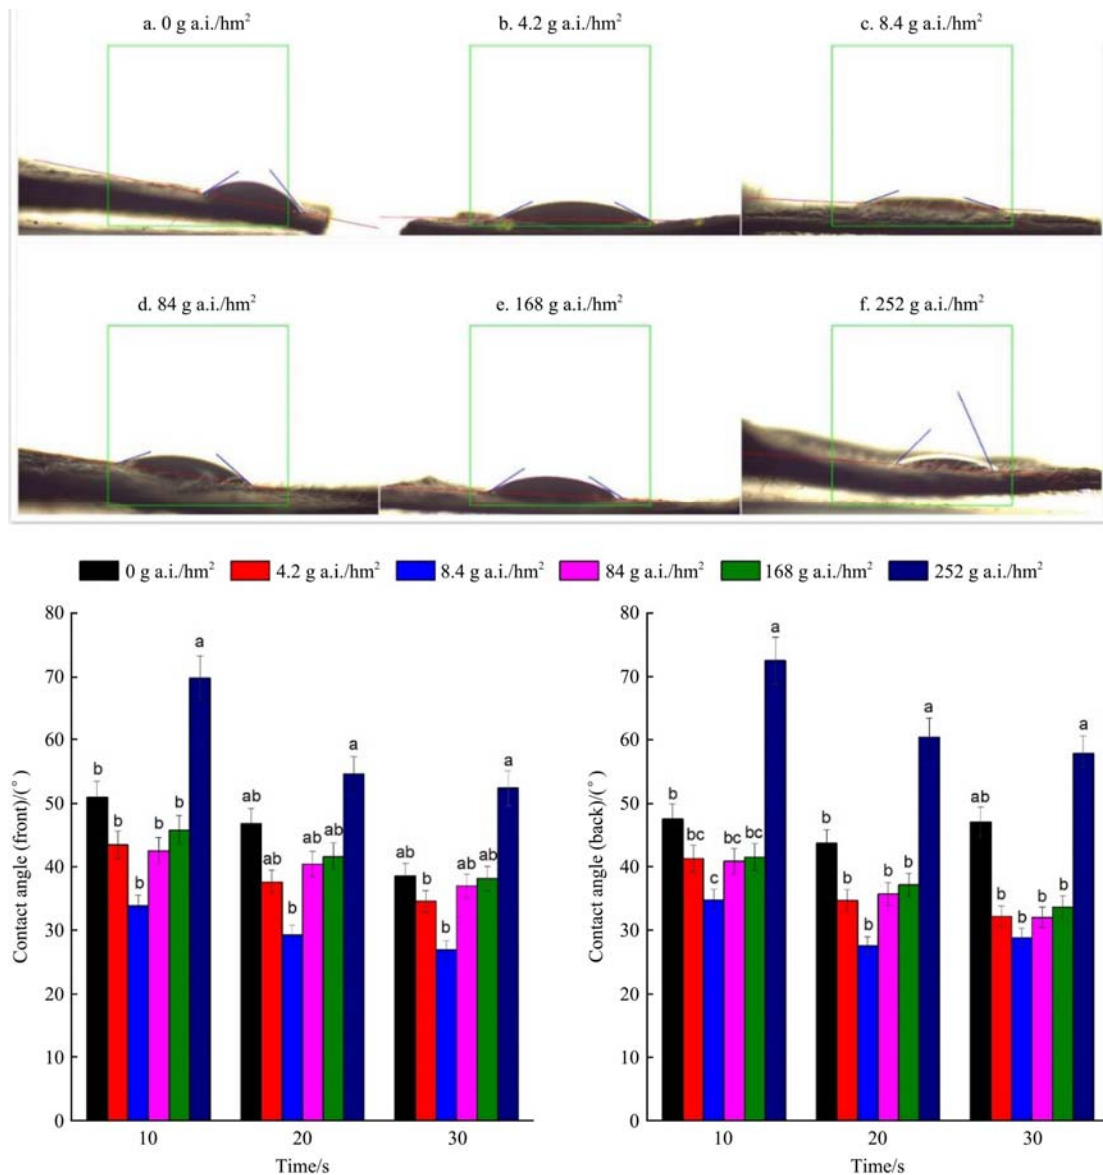 a. 0 g a.i./hm²
b. 4.2 g a.i./hm²
c. 8.4 g a.i./hm²
d. 84 g a.i./hm²
e. 168 g a.i./hm²
f. 252 g a.i./hm²
0 g a.i./hm²
4.2 g a.i./hm²
8.4 g a.i./hm²
84 g a.i./hm²
168 g a.i./hm²
252 g a.i./hm²
Contact angle (front)/(°)
80
70
60
50
40
30
20
10
0
b
b
b
b
b
a
ab
ab
b
ab
ab
a
ab
b
b
ab
ab
a
10
20
30
Time/s
Contact angle (back)/(°)
80
70
60
50
40
30
20
10
0
b
bc
c
bc
bc
a
b
b
b
b
b
a
ab
b
b
b
b
a
10
20
30
Time/s